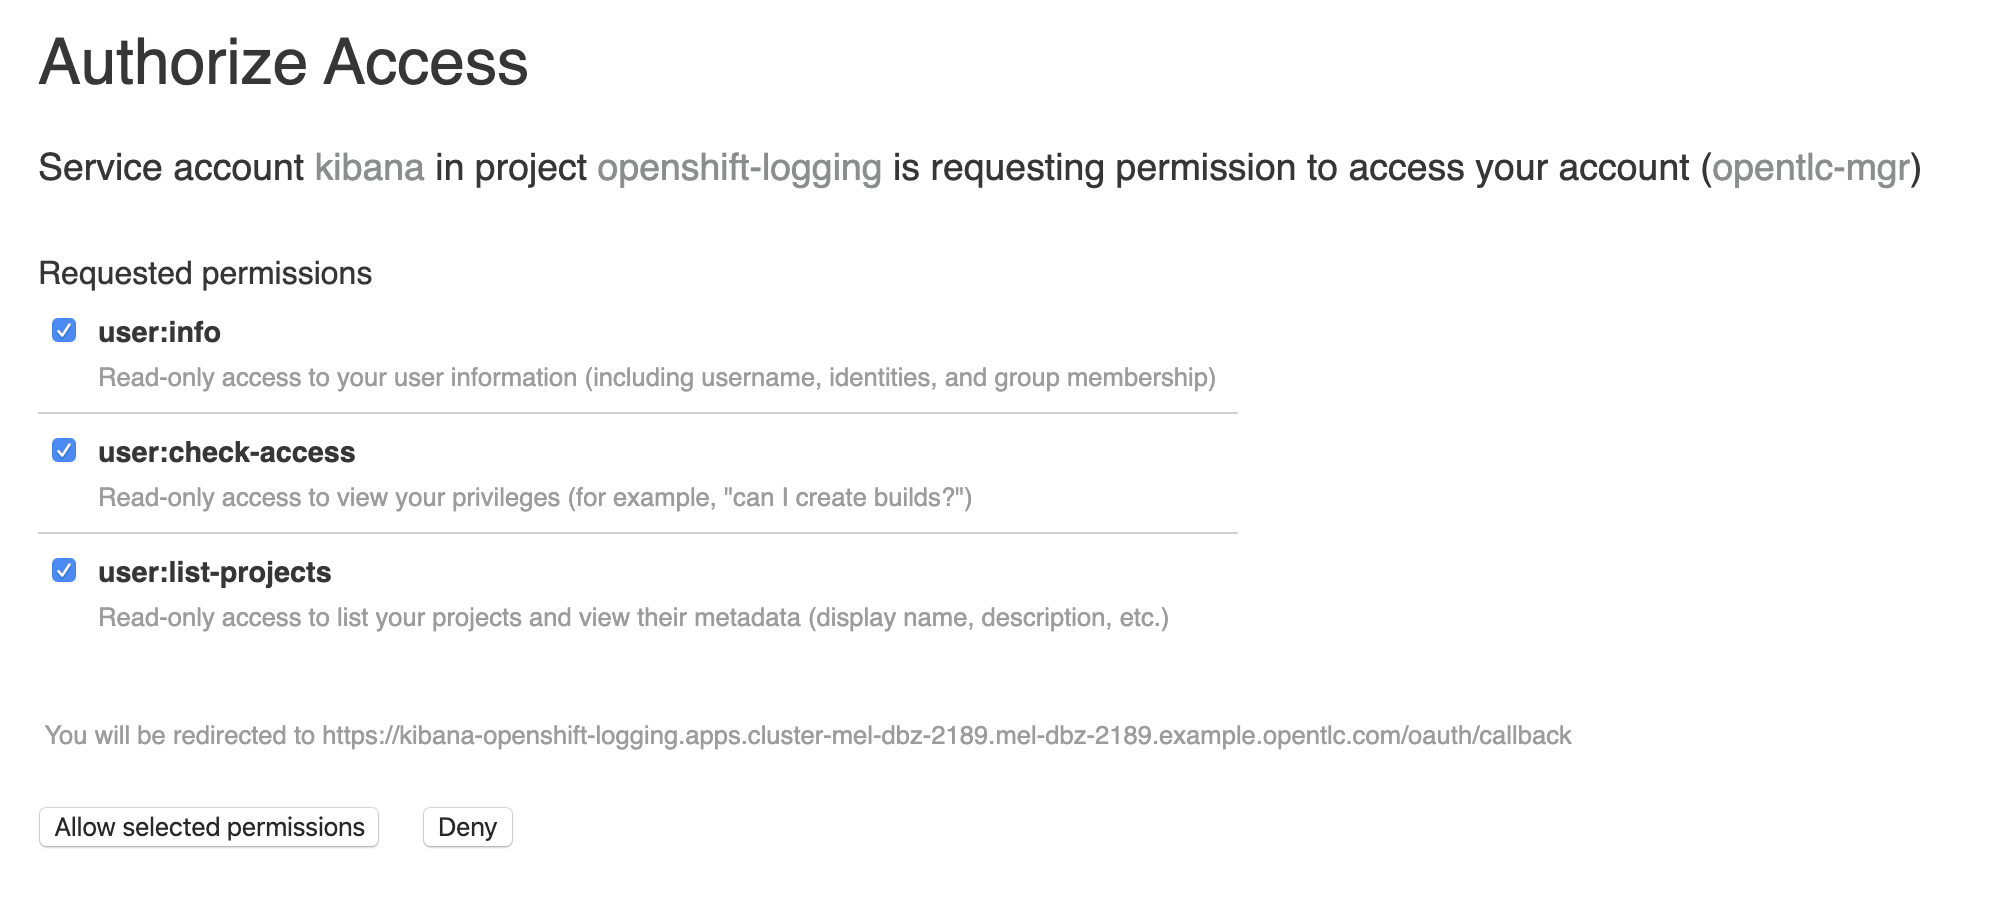 Authorize Access
Service account kibana in project openshift-logging is requesting permission to access your account (opentlc-mgr)
Requested permissions
user:info
Read-only access to your user information (including username, identities, and group membership)
user:check-access
Read-only access to view your privileges (for example, "can I create builds?")
user:list-projects
Read-only access to list your projects and view their metadata (display name, description, etc.)
You will be redirected to https://kibana-openshift-logging.apps.cluster-mel-dbz-2189.mel-dbz-2189.example.opentlc.com/oauth/callback
Allow selected permissions Deny